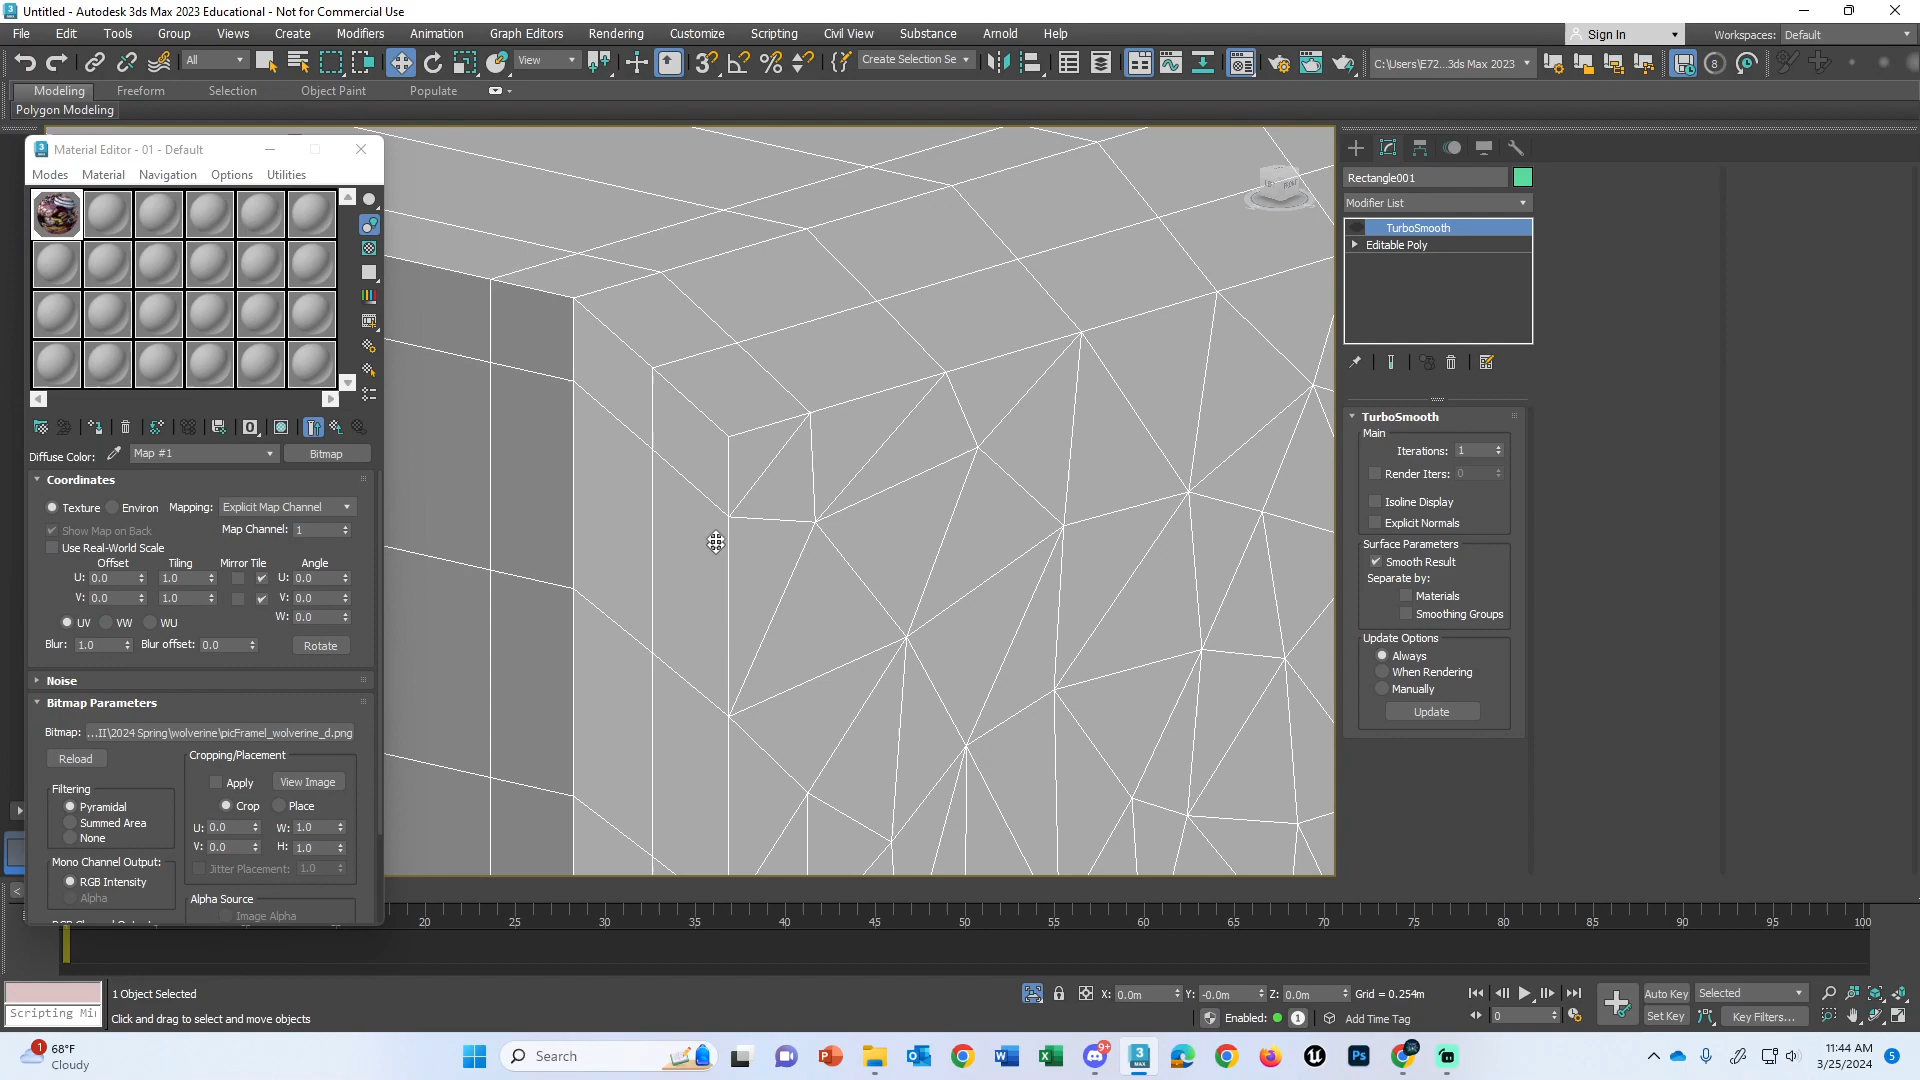 Untitled - Autodesk 3ds Max 2023 Educational - Not for Commercial Use
File Edit Tools Group Views Create Modifiers Animation Graph Editors Rendering Customize Scripting Civil View Substance Arnold Help
Sign In Workspaces: Default
All View Create Selection Se C:\Users\E72...3ds Max 2023
Modeling Freeform Selection Object Paint Populate
Polygon Modeling
Material Editor - 01 - Default
Modes Material Navigation Options Utilities
Diffuse Color: Map #1 Bitmap
Coordinates
Texture Environ Mapping: Explicit Map Channel
Show Map on Back Map Channel: 1
Use Real-World Scale
Offset Tiling Mirror Tile Angle
U: 0.0 1.0 U: 0.0
V: 0.0 1.0 V: 0.0
UV VW WU W: 0.0
Blur: 1.0 Blur offset: 0.0 Rotate
Noise
Bitmap Parameters
Bitmap: ...II\2024 Spring\wolverine\picFrameI_wolverine_d.png
Reload Cropping/Placement
Apply View Image
Filtering
Pyramidal Crop Place
Summed Area U: 0.0 W: 1.0
None V: 0.0 H: 1.0
Mono Channel Output: Jitter Placement: 1.0
RGB Intensity
Alpha Alpha Source
Image Alpha
Rectangle001
Modifier List
TurboSmooth
Editable Poly
TurboSmooth
Main
Iterations: 1
Render Iters: 0
Isoline Display
Explicit Normals
Surface Parameters
Smooth Result
Separate by:
Materials
Smoothing Groups
Update Options
Always
When Rendering
Manually
Update
20 25 30 35 40 45 50 55 60 65 70 75 80 85 90 95 100
1 Object Selected X: 0.0m Y: -0.0m Z: 0.0m Grid = 0.254m Auto Key Selected
Scripting Mi Click and drag to select and move objects Enabled: 1 Add Time Tag 0 Set Key Key Filters...
68°F
Cloudy
Search
11:44 AM
3/25/2024